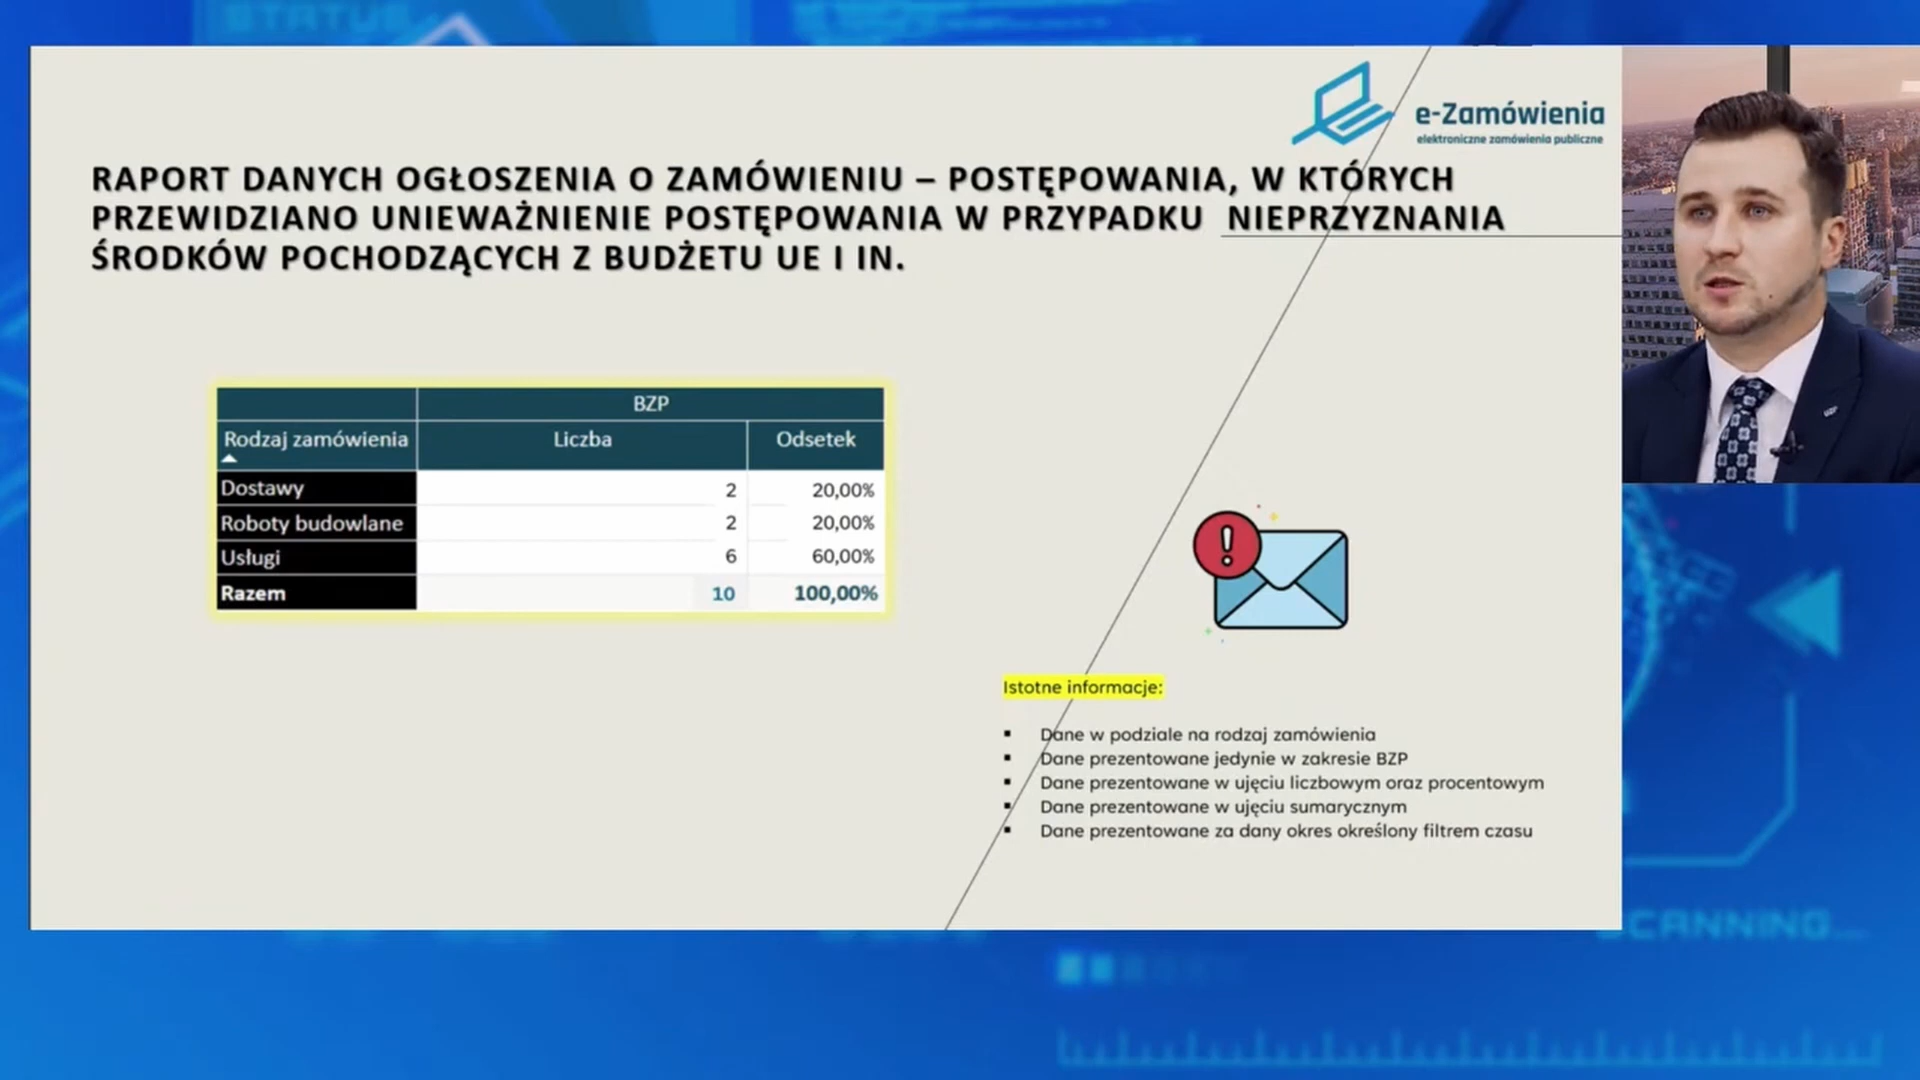 STATUS
e-Zamówienia
elektroniczne zamówienia publiczne
RAPORT DANYCH OGŁOSZENIA O ZAMÓWIENIU – POSTĘPOWANIA, W KTÓRYCH
PRZEWIDZIANO UNIEWAŻNIENIE POSTĘPOWANIA W PRZYPADKU NIEPRZYZNANIA
ŚRODKÓW POCHODZĄCYCH Z BUDŻETU UE I IN.
BZP
Rodzaj zamówienia Liczba Odsetek
Dostawy 2 20,00%
Roboty budowlane 2 20,00%
Usługi 6 60,00%
Razem 10 100,00%
Istotne informacje:
▪ Dane w podziale na rodzaj zamówienia
▪ Dane prezentowane jedynie w zakresie BZP
▪ Dane prezentowane w ujęciu liczbowym oraz procentowym
▪ Dane prezentowane w ujęciu sumarycznym
▪ Dane prezentowane za dany okres określony filtrem czasu
SCANNING...